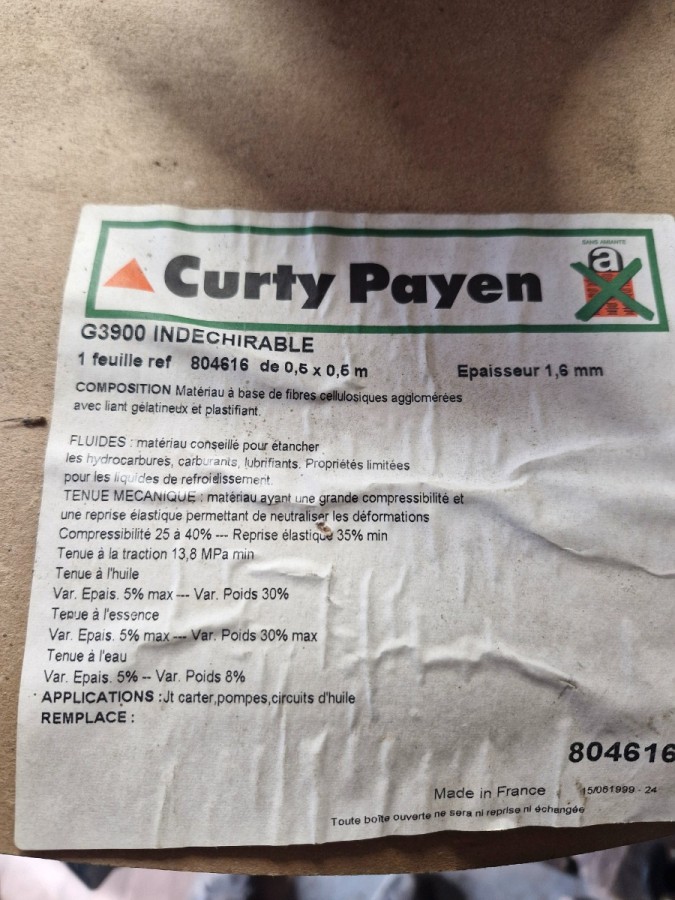 SANS AMIANTE
a
Curty Payen
G3900 INDECHIRABLE
1 feuille ref 804616 de 0,5 x 0,5 m Epaisseur 1,6 mm
COMPOSITION Matériau à base de fibres cellulosiques agglomérées
avec liant gélatineux et plastifiant.
FLUIDES : matériau conseillé pour étancher
les hydrocarbures, carburants, lubrifiants. Propriétés limitées
pour les liquides de refroidissement.
TENUE MECANIQUE : matériau ayant une grande compressibilité et
une reprise élastique permettant de neutraliser les déformations
Compressibilité 25 à 40% --- Reprise élastique 35% min
Tenue à la traction 13,8 MPa min
Tenue à l'huile
Var. Epais. 5% max --- Var. Poids 30%
Tenue à l'essence
Var. Epais. 5% max --- Var. Poids 30% max
Tenue à l'eau
Var. Epais. 5% -- Var. Poids 8%
APPLICATIONS :Jt carter,pompes,circuits d'huile
REMPLACE :
804616
Made in France 15/061999 - 24
Toute boîte ouverte ne sera ni reprise ni échangée